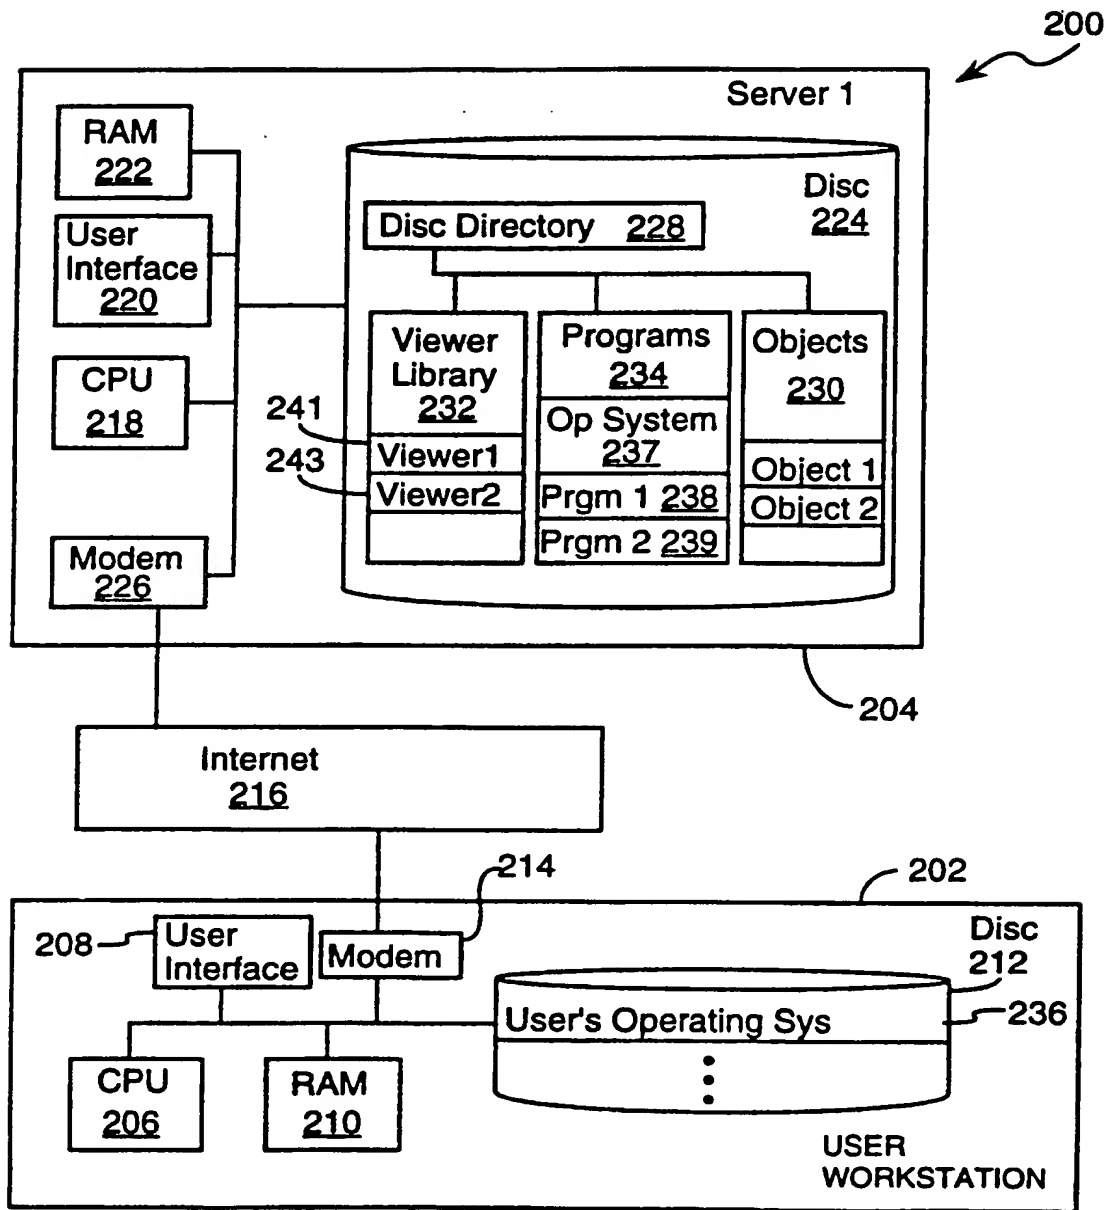 200
Server 1
RAM
222
User
Interface
220
CPU
218
Modem
226
Disc
224
Disc Directory 228
Viewer
Library
232
Viewer1
Viewer2
241
243
Programs
234
Op System
237
Prgm 1 238
Prgm 2 239
Objects
230
Object 1
Object 2
204
Internet
216
214
202
208
User
Interface
Modem
Disc
212
User's Operating Sys
236
CPU
206
RAM
210
USER
WORKSTATION